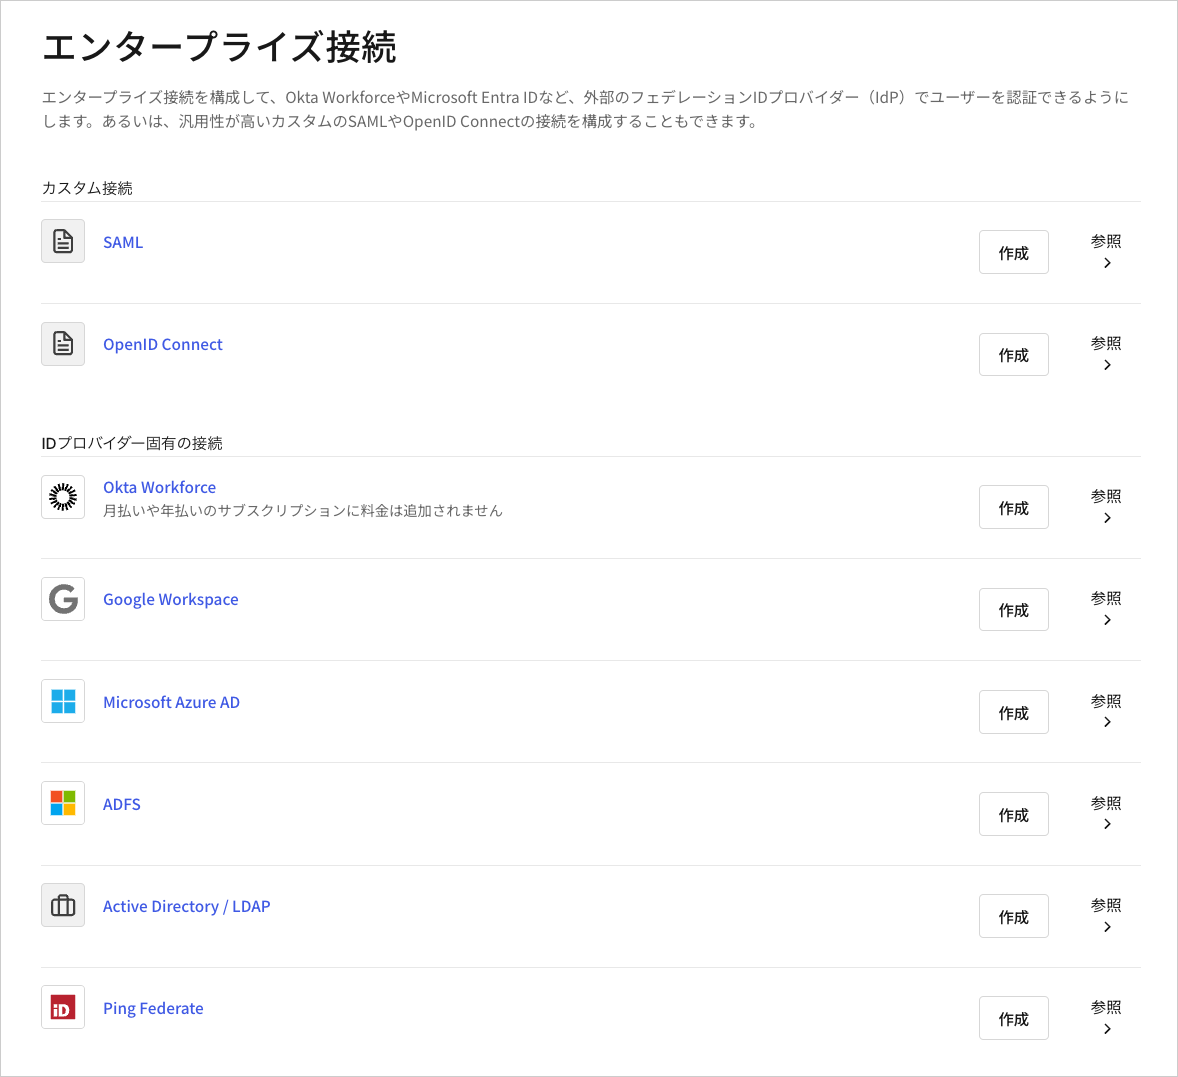 エンタープライズ接続
エンタープライズ接続を構成して、Okta WorkforceやMicrosoft Entra IDなど、外部のフェデレーションIDプロバイダー（IdP）でユーザーを認証できるように
します。あるいは、汎用性が高いカスタムのSAMLやOpenID Connectの接続を構成することもできます。
カスタム接続
SAML
作成
参照
OpenID Connect
作成
参照
IDプロバイダー固有の接続
Okta Workforce
月払いや年払いのサブスクリプションに料金は追加されません
作成
参照
Google Workspace
作成
参照
Microsoft Azure AD
作成
参照
ADFS
作成
参照
Active Directory / LDAP
作成
参照
iD
Ping Federate
作成
参照